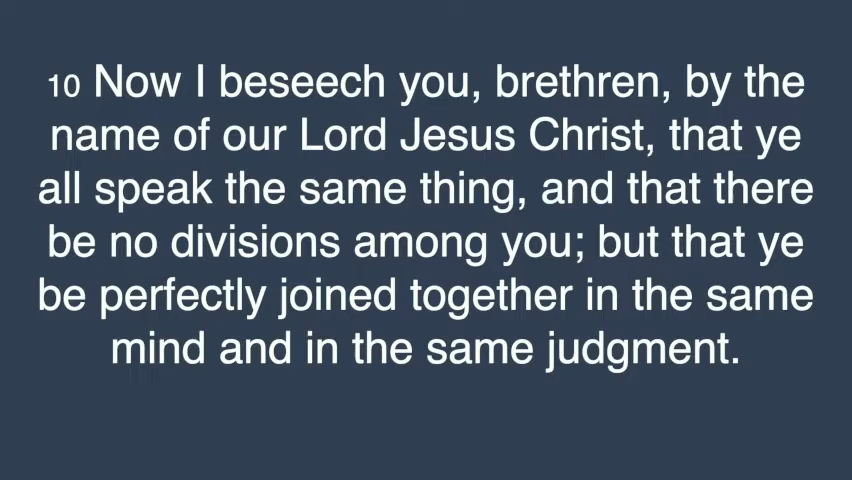 10 Now I beseech you, brethren, by the
name of our Lord Jesus Christ, that ye
all speak the same thing, and that there
be no divisions among you; but that ye
be perfectly joined together in the same
mind and in the same judgment.